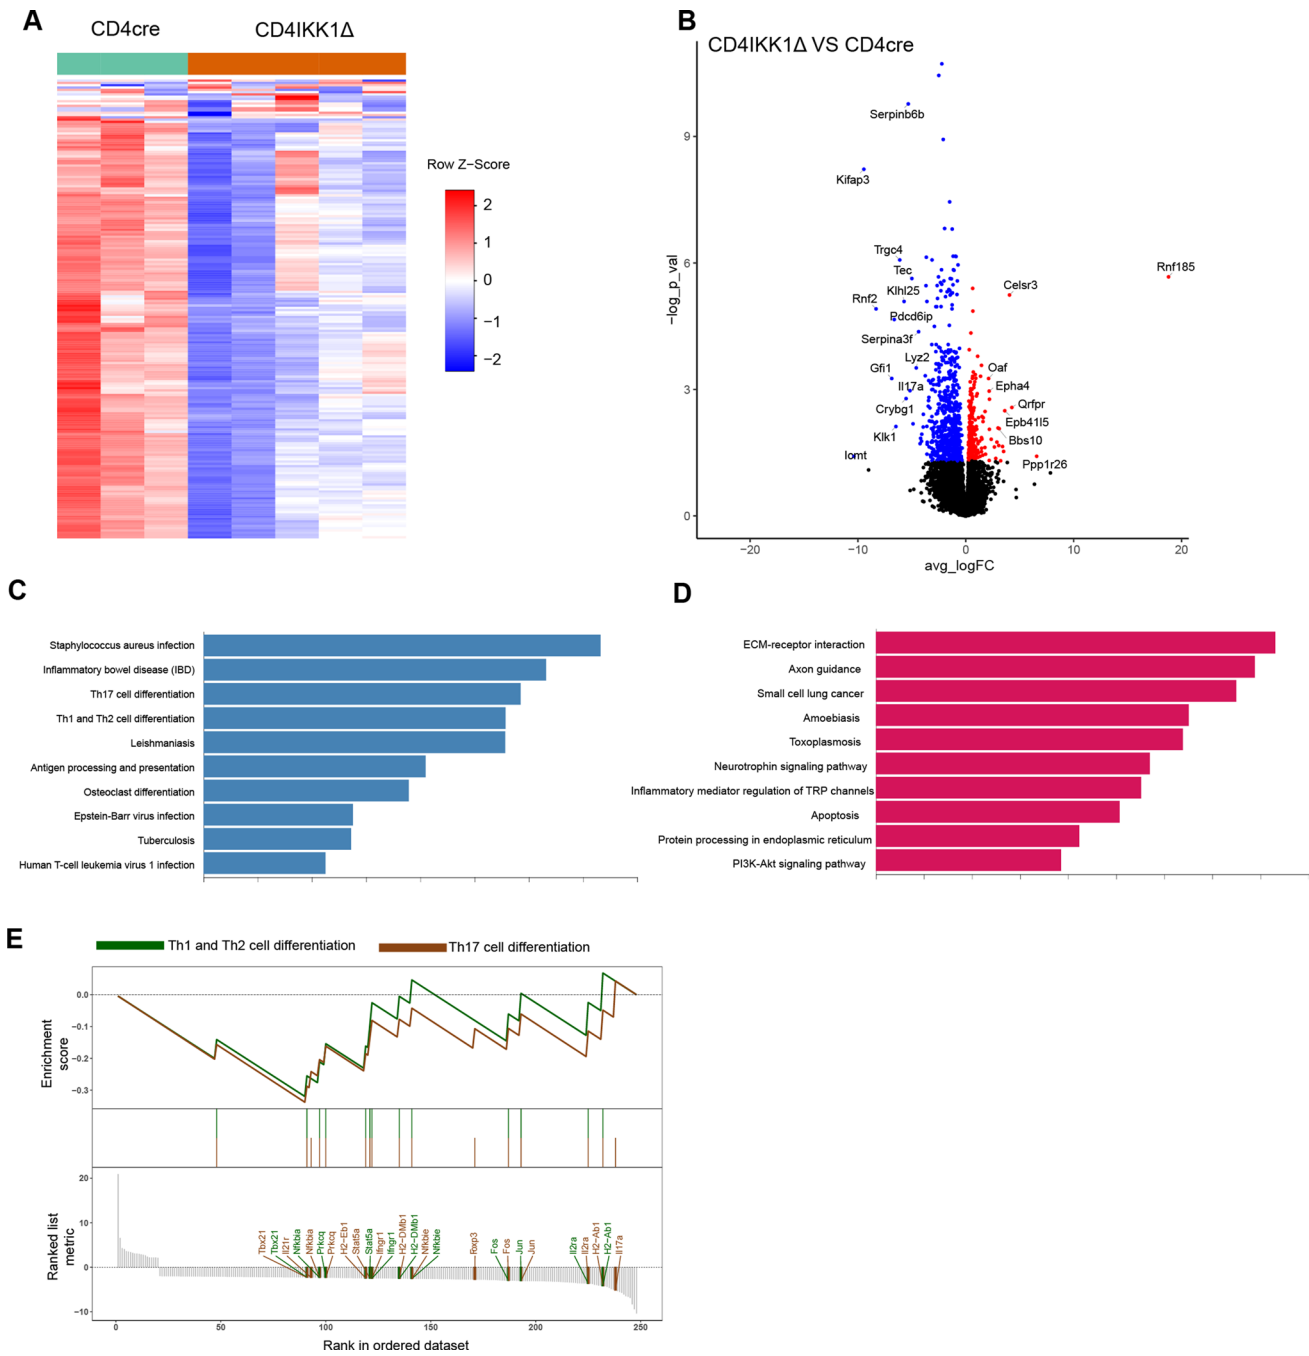 A
CD4cre
CD4IKK1Δ
Row Z−Score
2
1
0
−1
−2
B
CD4IKK1Δ VS CD4cre
−log_p_val
9
6
3
0
Serpinb6b
Kifap3
Trgc4
Tec
Klhl25
Rnf2
Pdcd6ip
Serpina3f
Lyz2
Gfi1
Il17a
Crybg1
Klk1
Iomt
Rnf185
Celsr3
Oaf
Epha4
Qrfpr
Epb41l5
Bbs10
Ppp1r26
−20
−10
0
10
20
avg_logFC
C
Staphylococcus aureus infection
Inflammatory bowel disease (IBD)
Th17 cell differentiation
Th1 and Th2 cell differentiation
Leishmaniasis
Antigen processing and presentation
Osteoclast differentiation
Epstein-Barr virus infection
Tuberculosis
Human T-cell leukemia virus 1 infection
D
ECM-receptor interaction
Axon guidance
Small cell lung cancer
Amoebiasis
Toxoplasmosis
Neurotrophin signaling pathway
Inflammatory mediator regulation of TRP channels
Apoptosis
Protein processing in endoplasmic reticulum
PI3K-Akt signaling pathway
E
Th1 and Th2 cell differentiation
Th17 cell differentiation
Enrichment
score
0.0
−0.1
−0.2
−0.3
Ranked list
metric
20
10
0
−10
Tbx21
Tbx21
Il21r
Nfkbia
Nfkbia
Prkcq
Prkcq
H2−Eb1
Stat5a
Stat5a
Ifngr1
Ifngr1
H2−DMb1
H2−DMb1
Nfkbie
Nfkbie
Foxp3
Fos
Fos
Jun
Jun
Il2ra
Il2ra
H2−Ab1
H2−Ab1
Il17a
0
50
100
150
200
250
Rank in ordered dataset